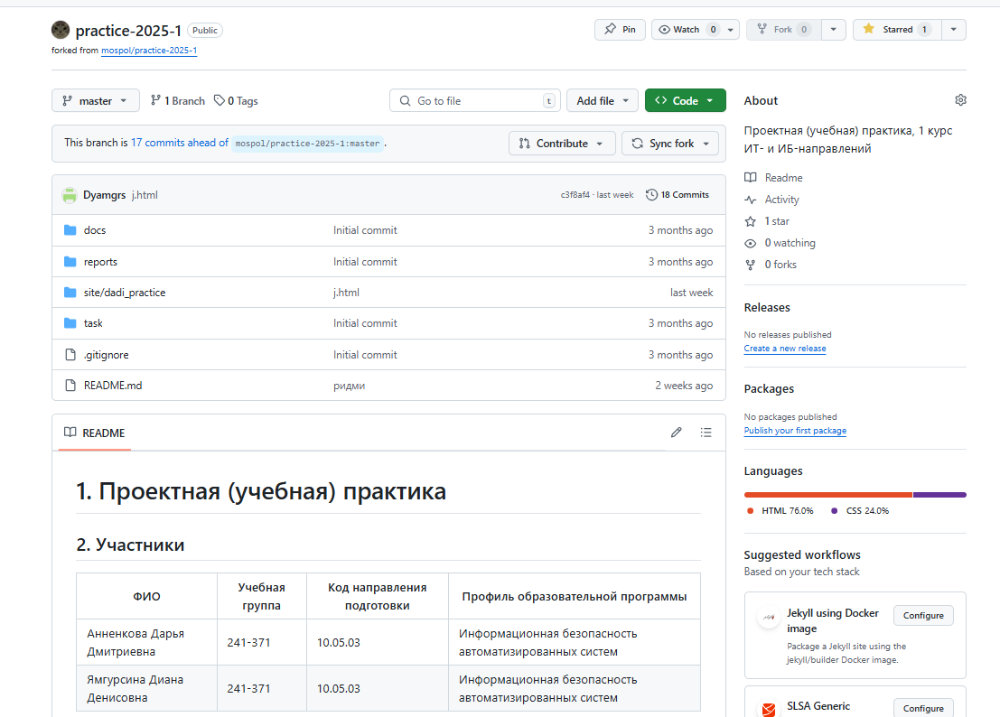 practice-2025-1 Public Pin Watch 0 Fork 0 Starred 1
forked from mospol/practice-2025-1
master 1 Branch 0 Tags Go to file t Add file Code
This branch is 17 commits ahead of mospol/practice-2025-1:master . Contribute Sync fork
Dyamgrs j.html c3f8af4 · last week 18 Commits
docs Initial commit 3 months ago
reports Initial commit 3 months ago
site/dadi_practice j.html last week
task Initial commit 3 months ago
.gitignore Initial commit 3 months ago
README.md ридми 2 weeks ago
README
1. Проектная (учебная) практика
2. Участники
ФИО Учебная группа Код направления подготовки Профиль образовательной программы
Анненкова Дарья Дмитриевна 241-371 10.05.03 Информационная безопасность автоматизированных систем
Ямгурсина Диана Денисовна 241-371 10.05.03 Информационная безопасность автоматизированных систем
About
Проектная (учебная) практика, 1 курс
ИТ- и ИБ-направлений
Readme
Activity
1 star
0 watching
0 forks
Releases
No releases published
Create a new release
Packages
No packages published
Publish your first package
Languages
HTML 76.0% CSS 24.0%
Suggested workflows
Based on your tech stack
Jekyll using Docker Configure
image
Package a Jekyll site using the
jekyll/builder Docker image.
SLSA Generic Configure